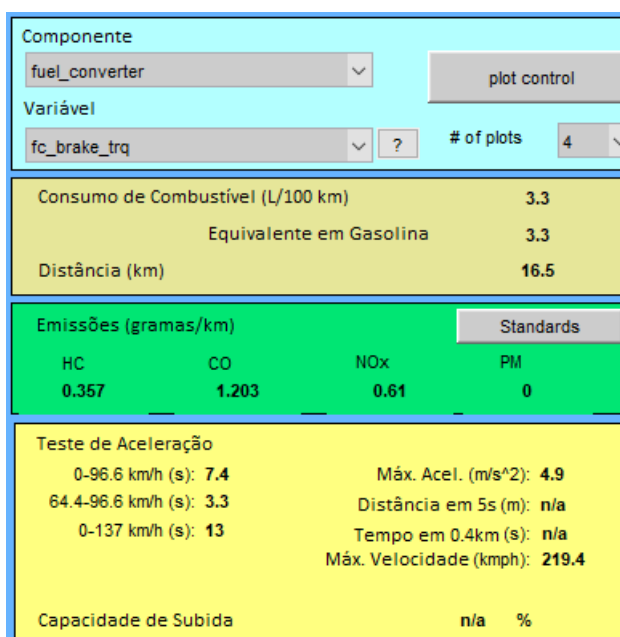 Componente
fuel_converter
plot control
Variável
fc_brake_trq
?
# of plots
4
Consumo de Combustível (L/100 km) 3.3
Equivalente em Gasolina 3.3
Distância (km) 16.5
Emissões (gramas/km) Standards
HC CO NOx PM
0.357 1.203 0.61 0
Teste de Aceleração
0-96.6 km/h (s): 7.4 Máx. Acel. (m/s^2): 4.9
64.4-96.6 km/h (s): 3.3 Distância em 5s (m): n/a
0-137 km/h (s): 13 Tempo em 0.4km (s): n/a
Máx. Velocidade (kmph): 219.4
Capacidade de Subida n/a %